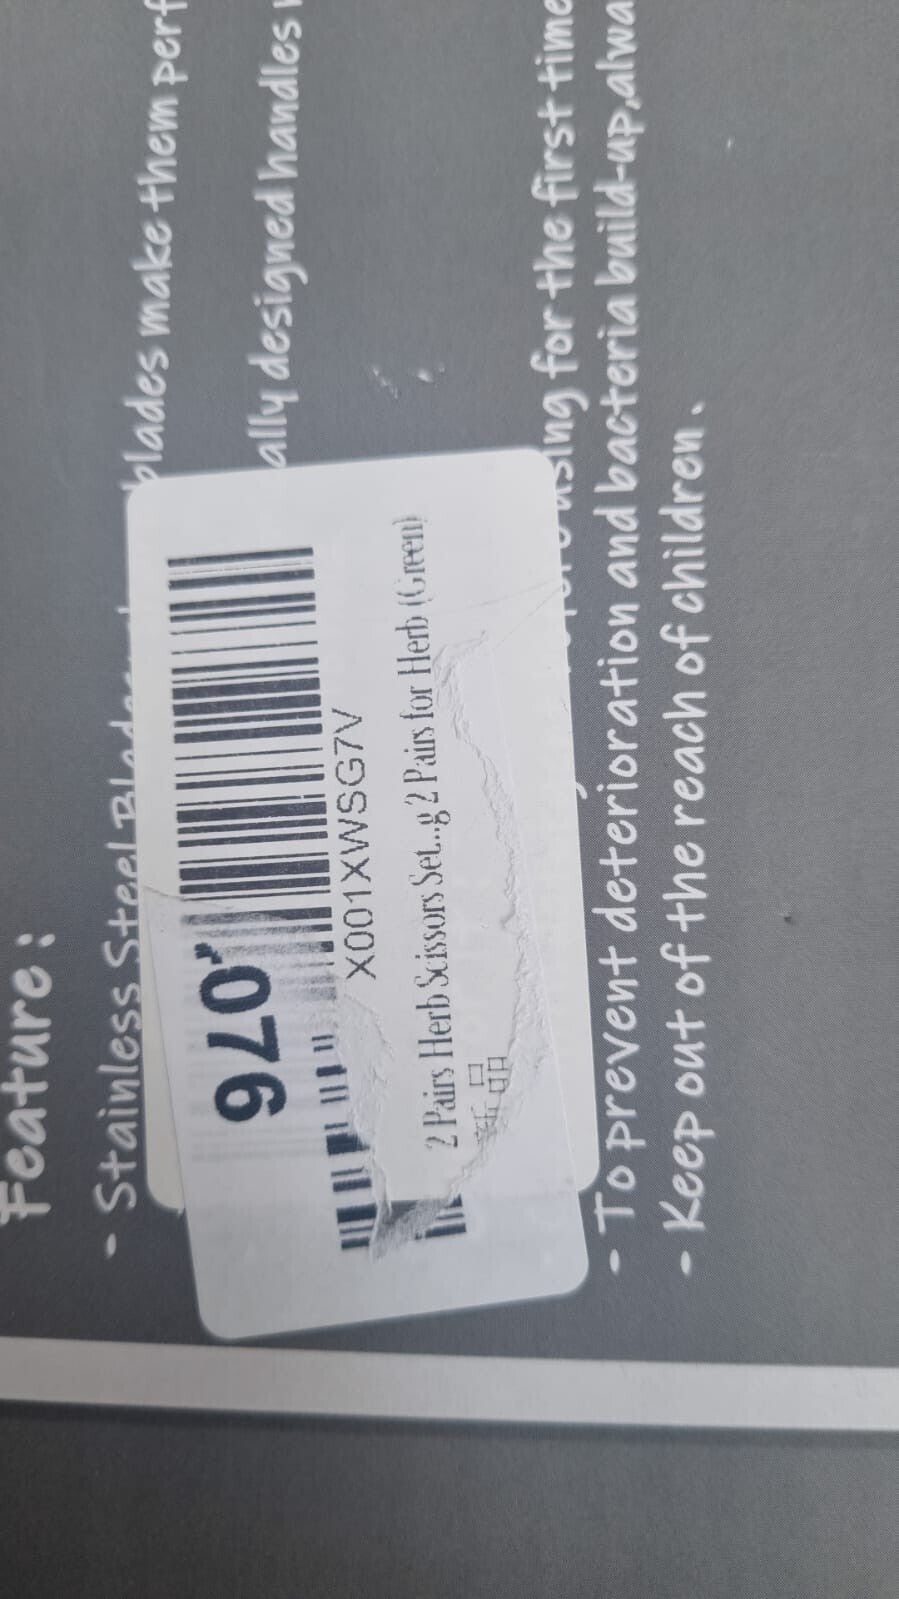 Feature:
- Stainless Steel Blades blades make them perf
ally designed handles
using for the first time
- To prevent deterioration and bacteria build-up, alwa
- Keep out of the reach of children.
076
X001XWSG7V
2 Pairs Herb Scissors Set...g 2 Pairs for Herb (Green)
新品